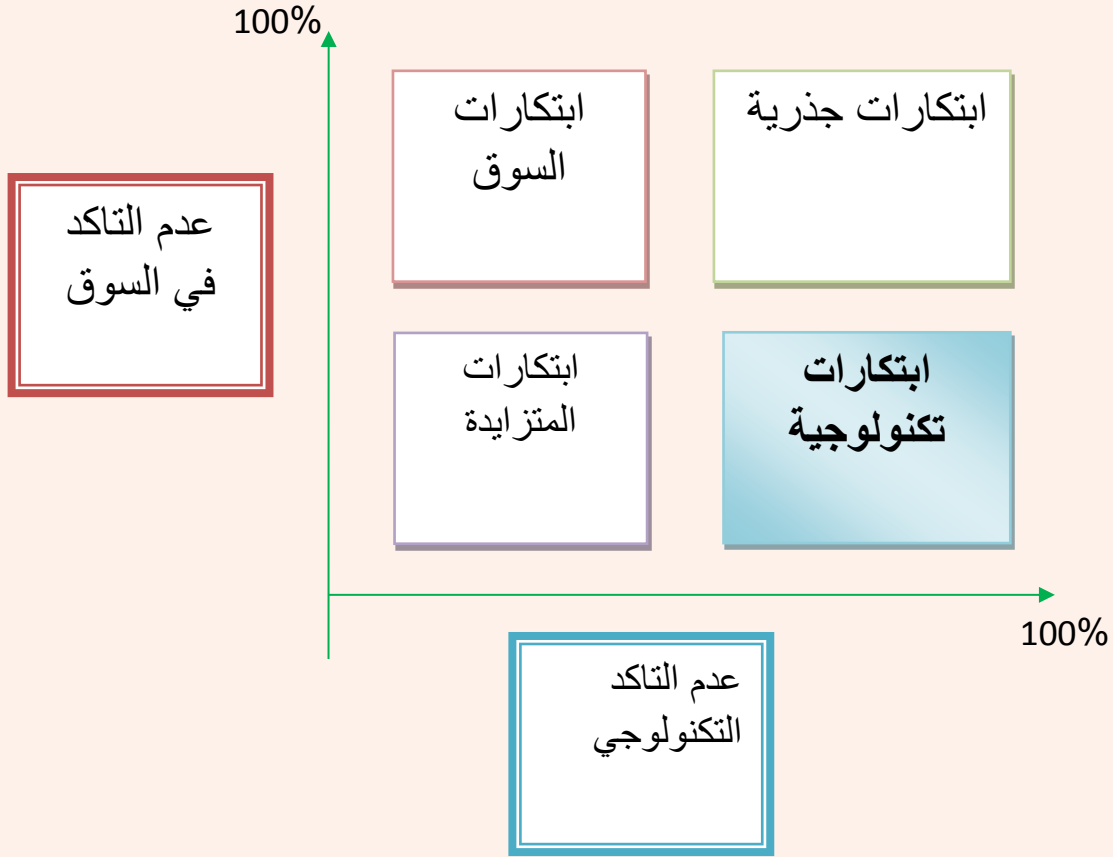 100%
ابتكارات
السوق
ابتكارات جذرية
عدم التاكد
في السوق
ابتكارات
المتزايدة
ابتكارات
تكنولوجية
100%
عدم التاكد
التكنولوجي